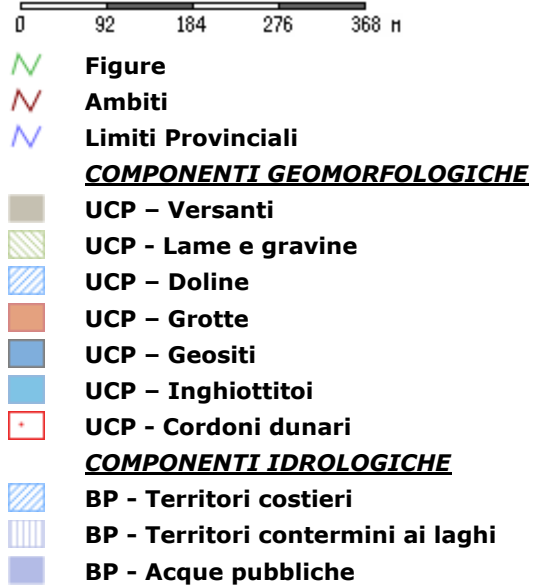 0 92 184 276 368 M
Figure
Ambiti
Limiti Provinciali
COMPONENTI GEOMORFOLOGICHE
UCP – Versanti
UCP - Lame e gravine
UCP – Doline
UCP – Grotte
UCP – Geositi
UCP – Inghiottitoi
UCP - Cordoni dunari
COMPONENTI IDROLOGICHE
BP - Territori costieri
BP - Territori contermini ai laghi
BP - Acque pubbliche